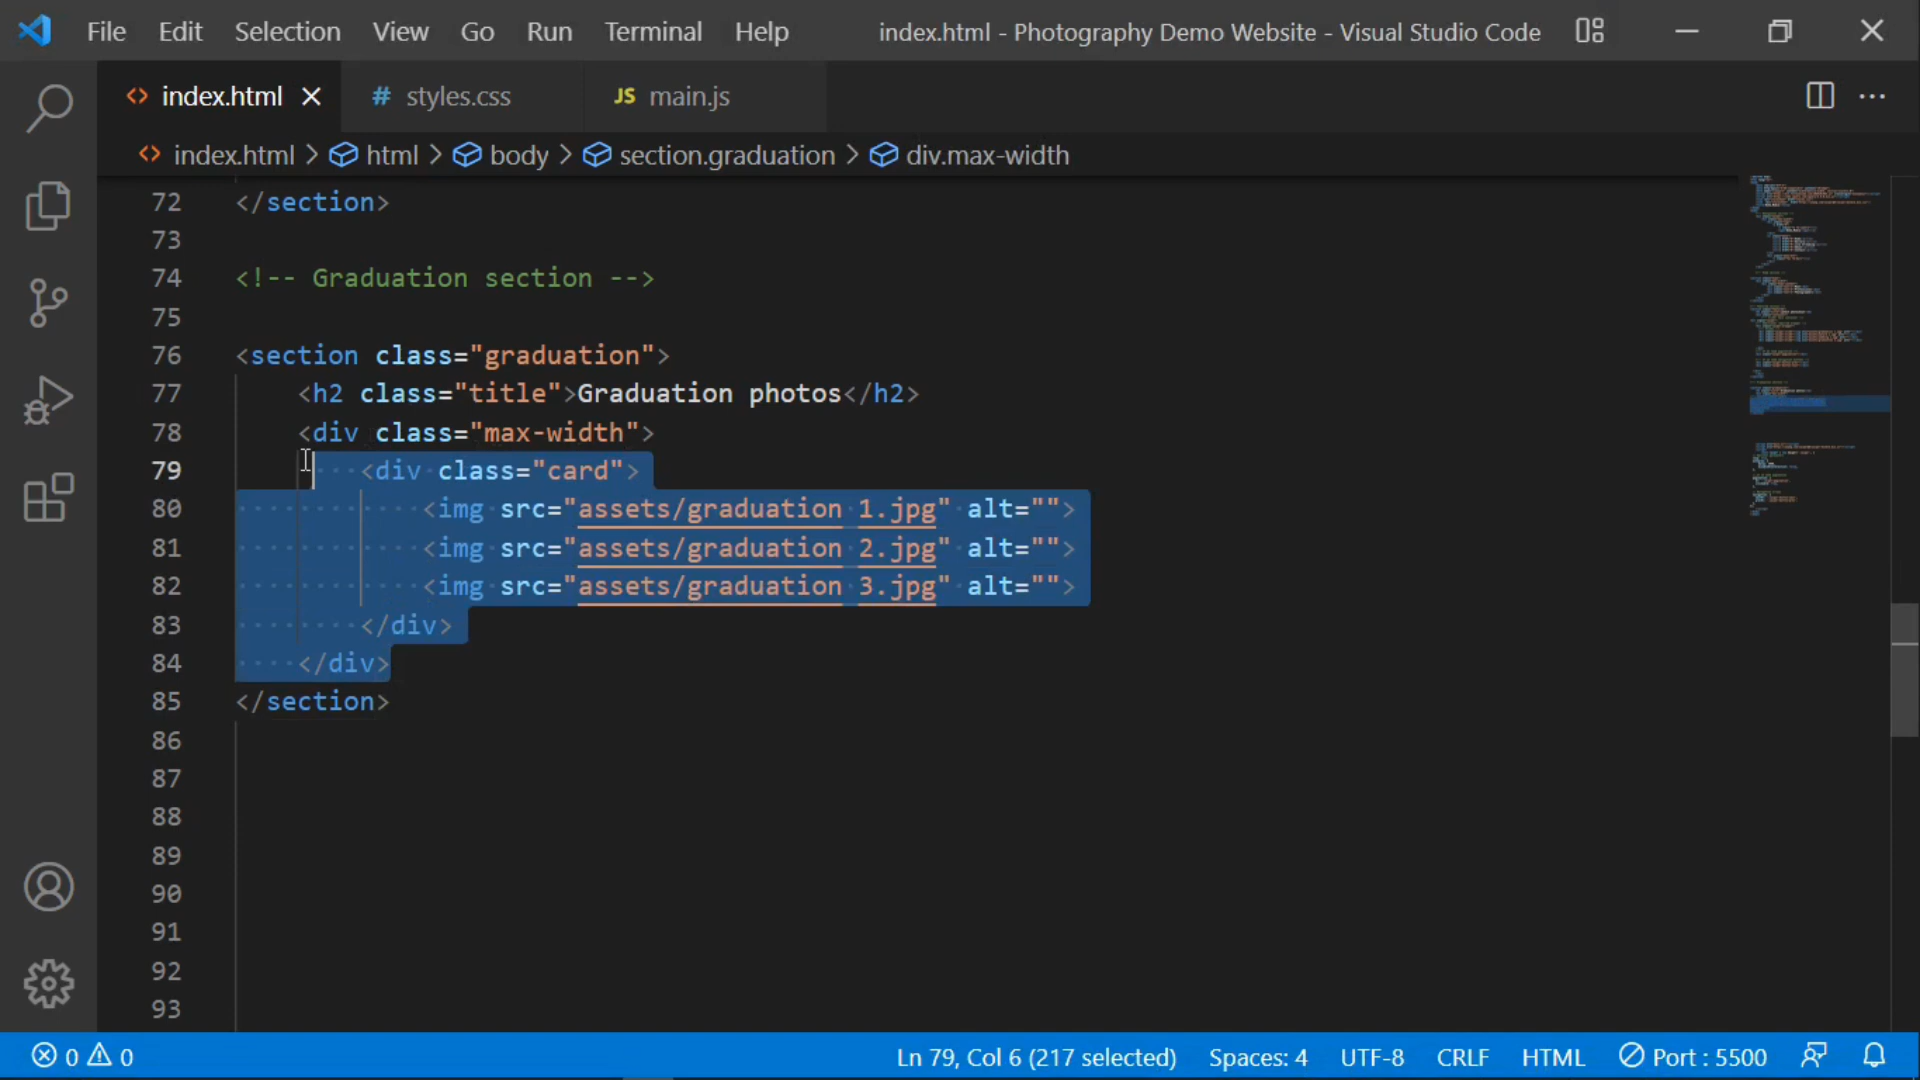 File Edit Selection View Go Run Terminal Help index.html - Photography Demo Website - Visual Studio Code
index.html # styles.css JS main.js
index.html > html > body > section.graduation > div.max-width
72 </section>
73
74 <!-- Graduation section -->
75
76 <section class="graduation">
77 <h2 class="title">Graduation photos</h2>
78 <div class="max-width">
79 <div class="card">
80 <img src="assets/graduation 1.jpg" alt="">
81 <img src="assets/graduation 2.jpg" alt="">
82 <img src="assets/graduation 3.jpg" alt="">
83 </div>
84 </div>
85 </section>
86
87
88
89
90
91
92
93
0 0 Ln 79, Col 6 (217 selected) Spaces: 4 UTF-8 CRLF HTML Port : 5500